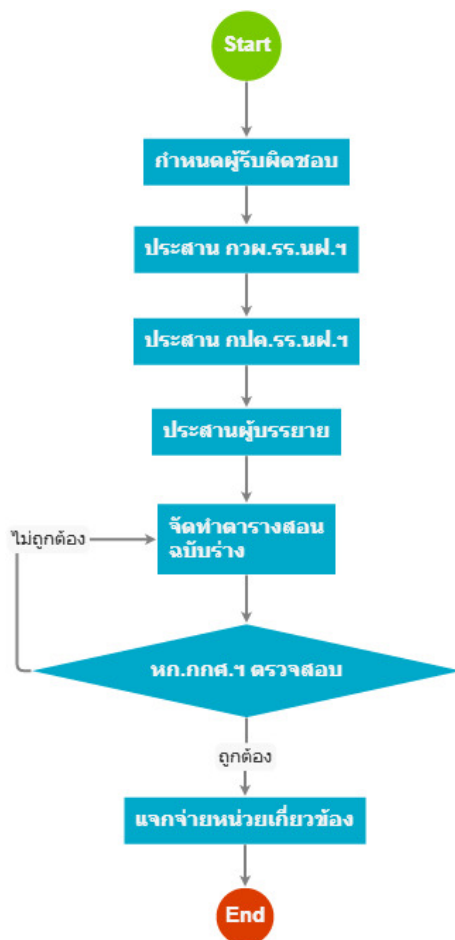 Start
กำหนดผู้รับผิดชอบ
ประสาน กวผ.รร.นฝ.ฯ
ประสาน กปค.รร.นฝ.ฯ
ประสานผู้บรรยาย
จัดทำตารางสอน
ฉบับร่าง
ไม่ถูกต้อง
หก.กกศ.ฯ ตรวจสอบ
ถูกต้อง
แจกจ่ายหน่วยเกี่ยวข้อง
End